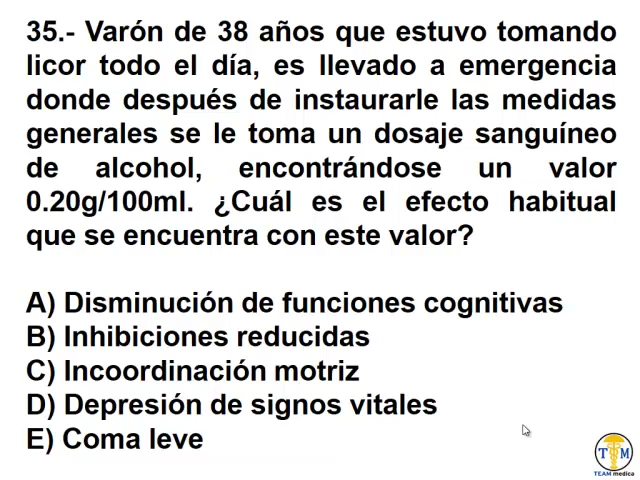 35.- Varón de 38 años que estuvo tomando
licor todo el día, es llevado a emergencia
donde después de instaurarle las medidas
generales se le toma un dosaje sanguíneo
de alcohol, encontrándose un valor
0.20g/100ml. ¿Cuál es el efecto habitual
que se encuentra con este valor?
A) Disminución de funciones cognitivas
B) Inhibiciones reducidas
C) Incoordinación motriz
D) Depresión de signos vitales
E) Coma leve
T M
TEAM medica